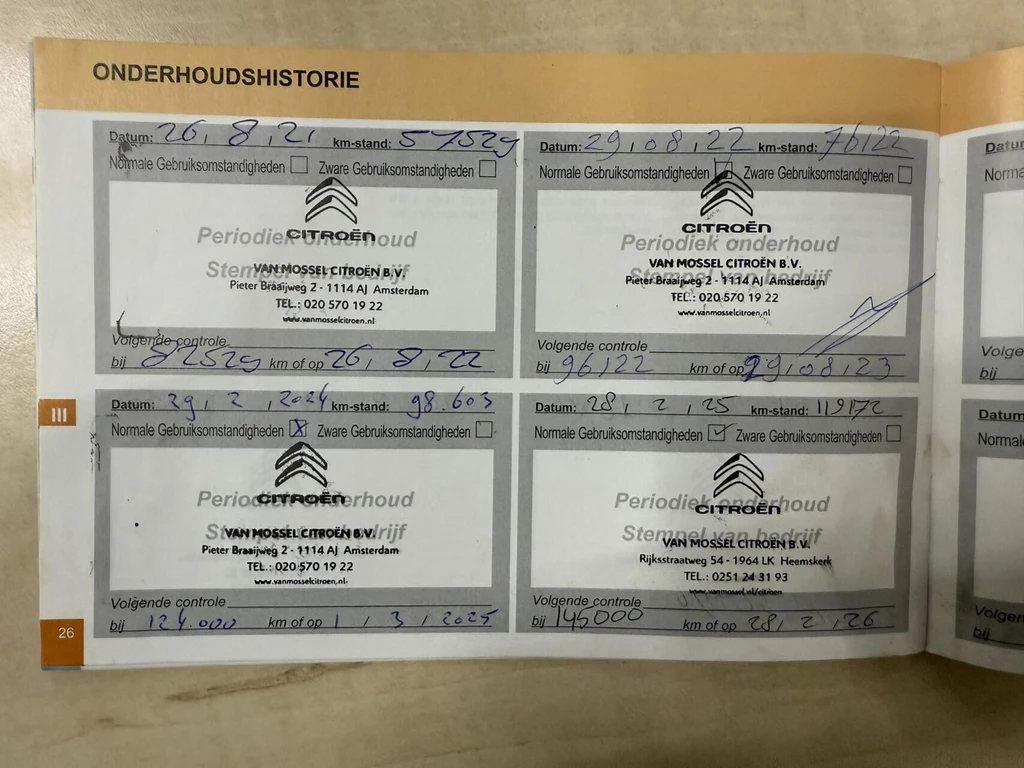 ONDERHOUDSHISTORIE
Datum: 26, 8, 21 km-stand: 57529
Normale Gebruiksomstandigheden Zware Gebruiksomstandigheden
CITROËN
Periodiek onderhoud
Stempel van bedrijf
VAN MOSSEL CITROËN B.V.
Pieter Braaijweg 2 - 1114 AJ Amsterdam
TEL.: 020 570 19 22
www.vanmosselcitroen.nl
Volgende controle
bij 82529 km of op 26, 8, 22
Datum: 29, 08, 22 km-stand: 76122
Normale Gebruiksomstandigheden Zware Gebruiksomstandigheden
CITROËN
Periodiek onderhoud
Stempel van bedrijf
VAN MOSSEL CITROËN B.V.
Pieter Braaijweg 2 - 1114 AJ Amsterdam
TEL.: 020 570 19 22
www.vanmosselcitroen.nl
Volgende controle
bij 96122 km of op 29, 08, 23
III
Datum: 29, 2, 2024 km-stand: 98.603
Normale Gebruiksomstandigheden X Zware Gebruiksomstandigheden
CITROËN
Periodiek onderhoud
Stempel van bedrijf
VAN MOSSEL CITROËN B.V.
Pieter Braaijweg 2 - 1114 AJ Amsterdam
TEL.: 020 570 19 22
www.vanmosselcitroen.nl
Volgende controle
bij 124.000 km of op 1, 3, 2025
Datum: 28, 2, 25 km-stand: 119172
Normale Gebruiksomstandigheden ✓ Zware Gebruiksomstandigheden
CITROËN
Periodiek onderhoud
Stempel van bedrijf
VAN MOSSEL CITROËN B.V.
Rijksstraatweg 54 - 1964 LK Heemskerk
TEL.: 0251 24 31 93
www.vanmossel.nl/citroen
Volgende controle
bij 145000 km of op 28, 2, 26
26
Datum
bij